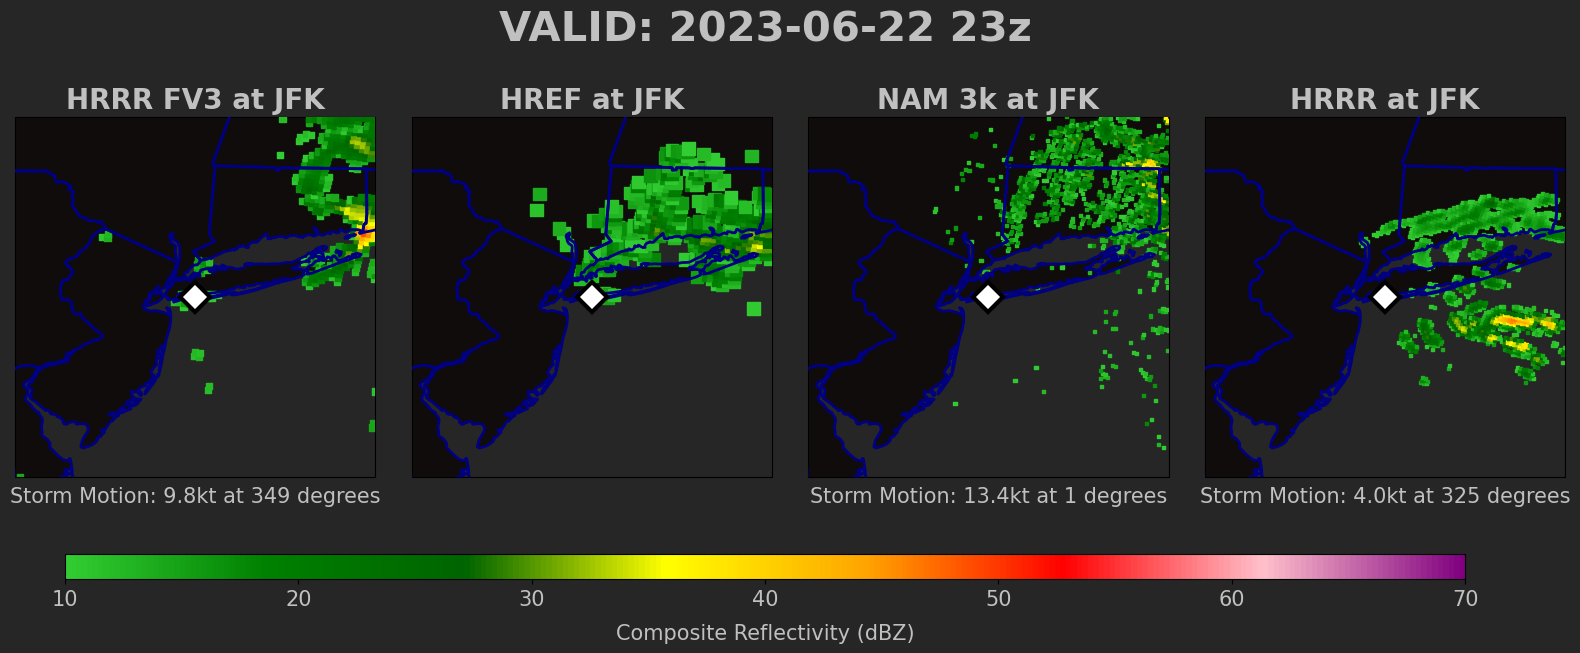 VALID: 2023-06-22 23z
HRRR FV3 at JFK
HREF at JFK
NAM 3k at JFK
HRRR at JFK
Storm Motion: 9.8kt at 349 degrees
Storm Motion: 13.4kt at 1 degrees
Storm Motion: 4.0kt at 325 degrees
10 20 30 40 50 60 70
Composite Reflectivity (dBZ)